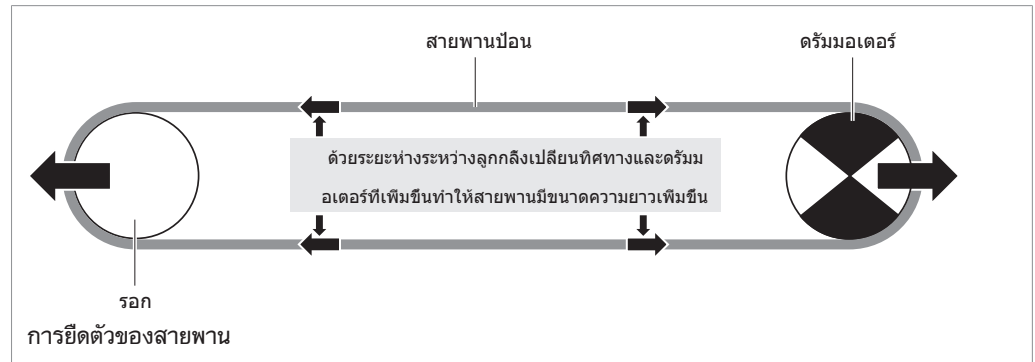 สายพานป้อน
ดรัมมอเตอร์
ด้วยระยะห่างระหว่างลูกกลิ้งเปลี่ยนทิศทางและดรัมม
อเตอร์ที่เพิ่มขึ้นทำให้สายพานมีขนาดความยาวเพิ่มขึ้น
รอก
การยืดตัวของสายพาน